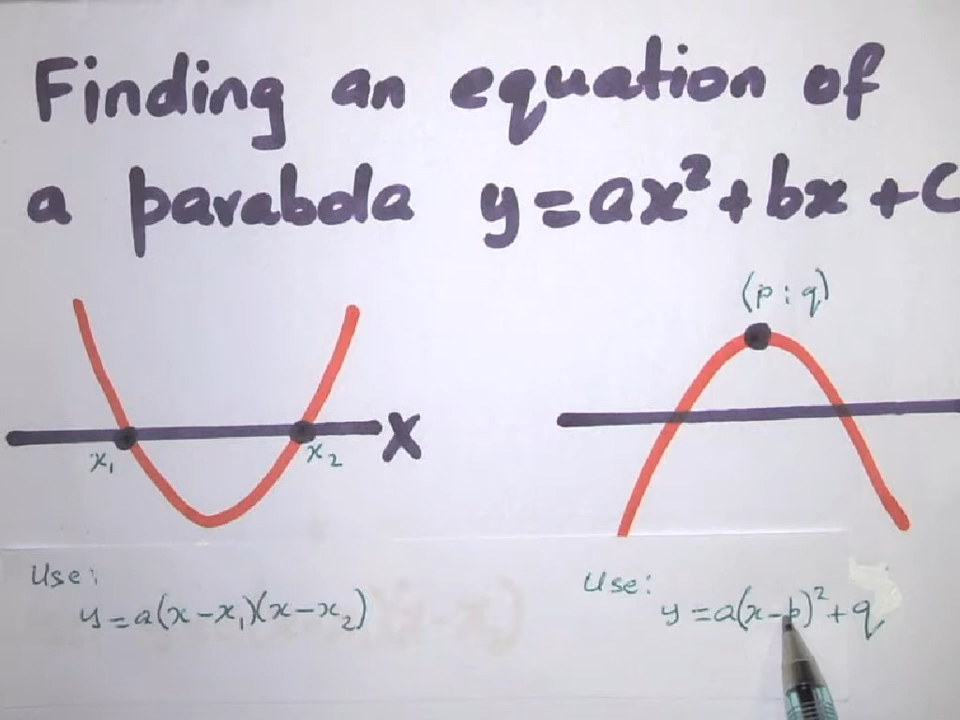 Finding an equation of
a parabola y=ax²+bx+c
(p ; q)
X
x₁
x₂
Use:
y=a(x-x₁)(x-x₂)
Use:
y=a(x-p)²+q